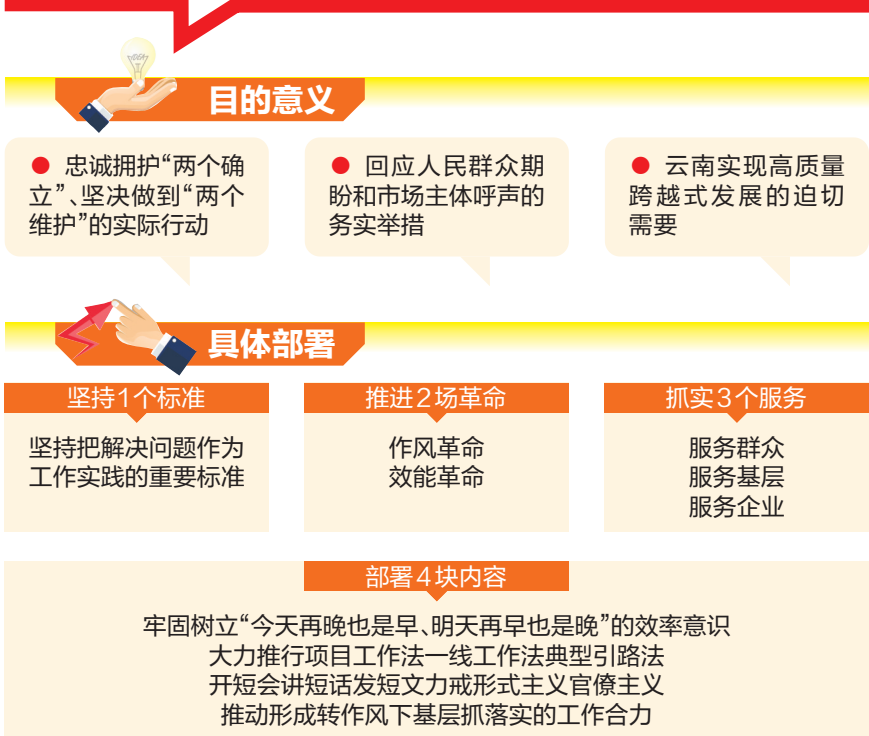 IDEA
目的意义
● 忠诚拥护“两个确
立”、坚决做到“两个
维护”的实际行动
● 回应人民群众期
盼和市场主体呼声的
务实举措
● 云南实现高质量
跨越式发展的迫切
需要
具体部署
坚持1个标准
坚持把解决问题作为
工作实践的重要标准
推进2场革命
作风革命
效能革命
抓实3个服务
服务群众
服务基层
服务企业
部署4块内容
牢固树立“今天再晚也是早、明天再早也是晚”的效率意识
大力推行项目工作法一线工作法典型引路法
开短会讲短话发短文力戒形式主义官僚主义
推动形成转作风下基层抓落实的工作合力